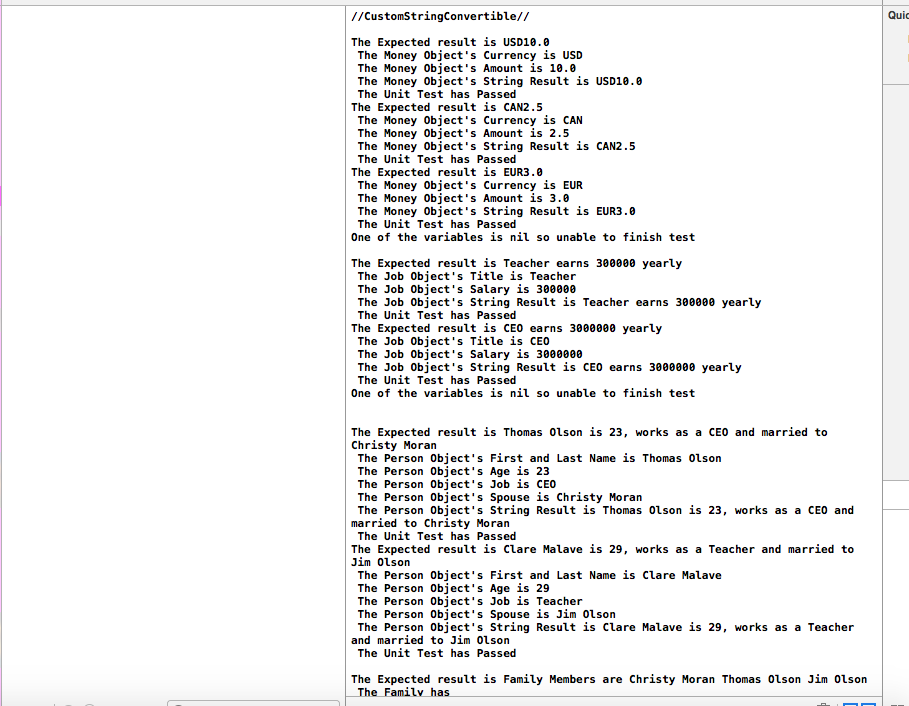 //CustomStringConvertible//
Quic
The Expected result is USD10.0
The Money Object's Currency is USD
The Money Object's Amount is 10.0
The Money Object's String Result is USD10.0
The Unit Test has Passed
The Expected result is CAN2.5
The Money Object's Currency is CAN
The Money Object's Amount is 2.5
The Money Object's String Result is CAN2.5
The Unit Test has Passed
The Expected result is EUR3.0
The Money Object's Currency is EUR
The Money Object's Amount is 3.0
The Money Object's String Result is EUR3.0
The Unit Test has Passed
One of the variables is nil so unable to finish test
The Expected result is Teacher earns 300000 yearly
The Job Object's Title is Teacher
The Job Object's Salary is 300000
The Job Object's String Result is Teacher earns 300000 yearly
The Unit Test has Passed
The Expected result is CEO earns 3000000 yearly
The Job Object's Title is CEO
The Job Object's Salary is 3000000
The Job Object's String Result is CEO earns 3000000 yearly
The Unit Test has Passed
One of the variables is nil so unable to finish test
The Expected result is Thomas Olson is 23, works as a CEO and married to
Christy Moran
The Person Object's First and Last Name is Thomas Olson
The Person Object's Age is 23
The Person Object's Job is CEO
The Person Object's Spouse is Christy Moran
The Person Object's String Result is Thomas Olson is 23, works as a CEO and
married to Christy Moran
The Unit Test has Passed
The Expected result is Clare Malave is 29, works as a Teacher and married to
Jim Olson
The Person Object's First and Last Name is Clare Malave
The Person Object's Age is 29
The Person Object's Job is Teacher
The Person Object's Spouse is Jim Olson
The Person Object's String Result is Clare Malave is 29, works as a Teacher
and married to Jim Olson
The Unit Test has Passed
The Expected result is Family Members are Christy Moran Thomas Olson Jim Olson
The Family has